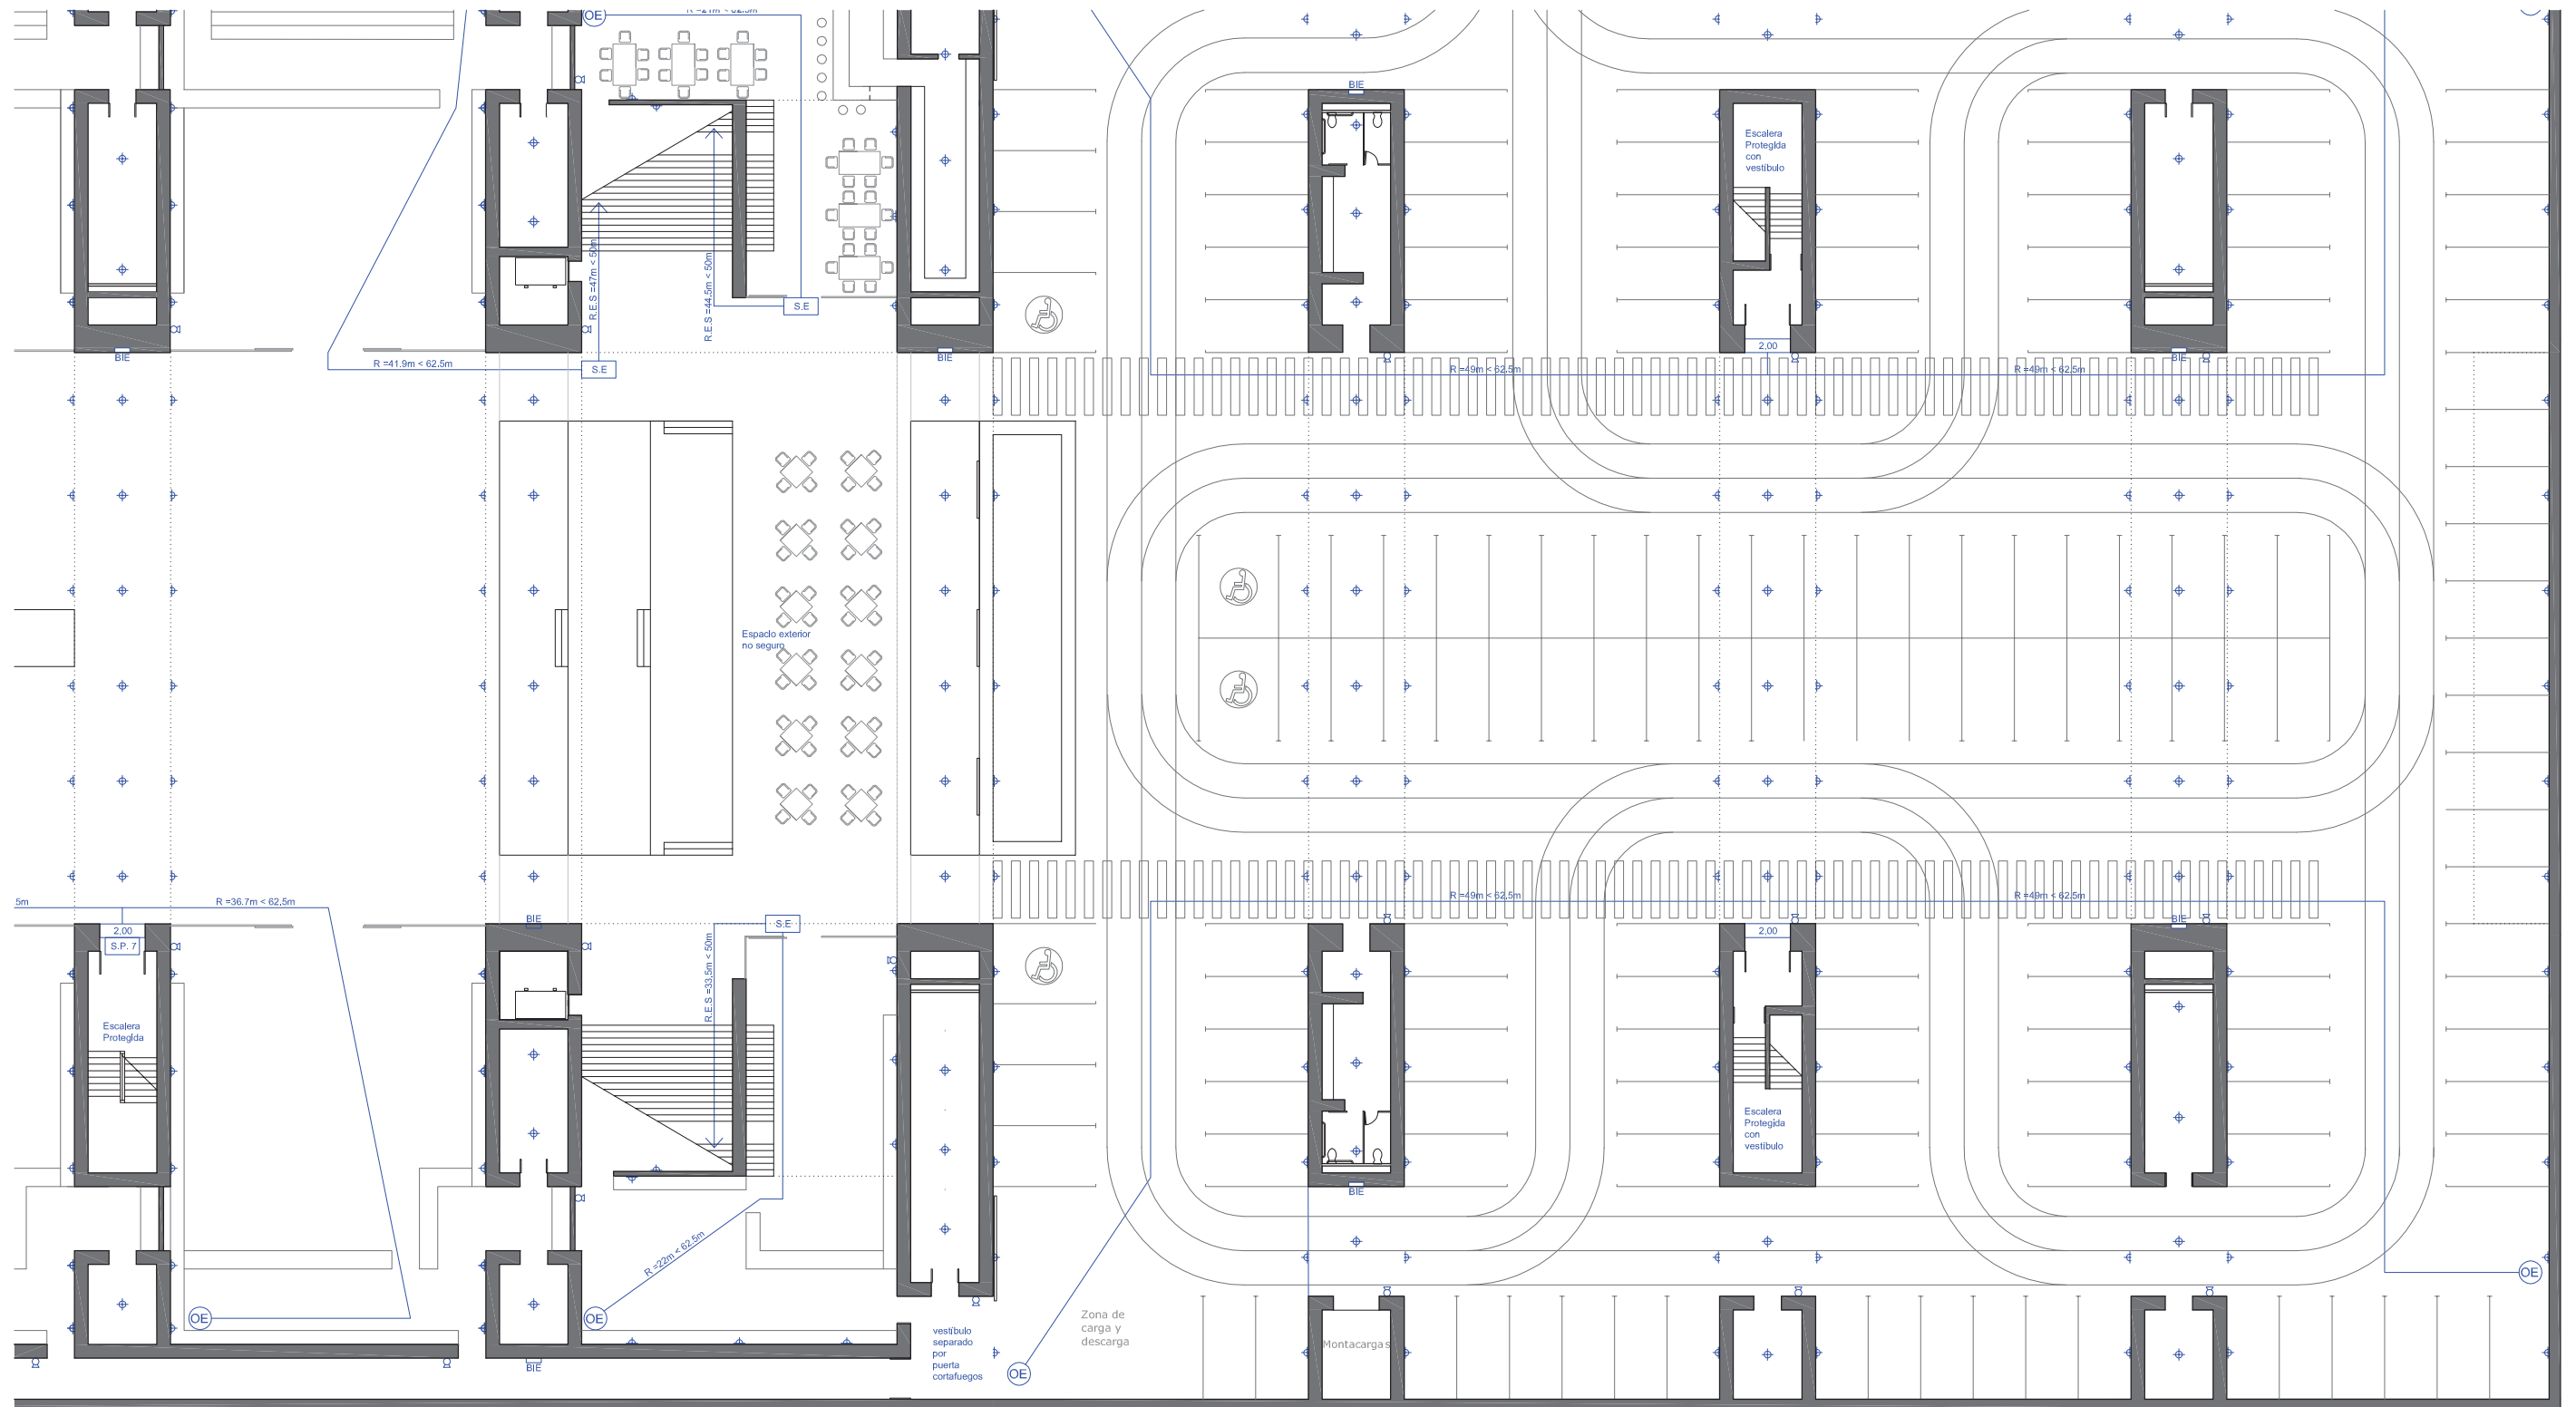 OE
R =21m < 62.5m
BIE
Escalera
Protegida
con
vestíbulo
R.E.S =47m < 50m
R.E.S =44.5m < 50m
S.E
2,00
BIE
BIE
BIE
R =41.9m < 62.5m
S.E
R =49m < 62.5m
R =49m < 62.5m
Espacio exterior
no seguro
5m
R =36.7m < 62,5m
R =49m < 62.5m
R =49m < 62.5m
2,00
S.P. 7
BIE
S.E
2,00
BIE
R.E.S =33.5m < 50m
Escalera
Protegida
Escalera
Protegida
con
vestíbulo
BIE
R =22m < 62.5m
OE
OE
OE
Zona de
carga y
descarga
vestíbulo
separado
por
puerta
cortafuegos
Montacargas
BIE
OE